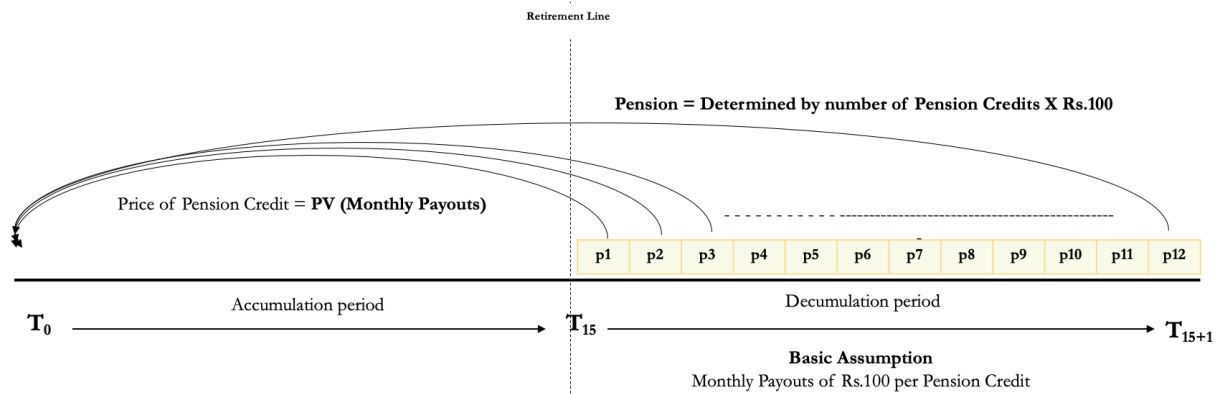 Retirement Line
Pension = Determined by number of Pension Credits X Rs.100
Price of Pension Credit = PV (Monthly Payouts)
p1 p2 p3 p4 p5 p6 p7 p8 p9 p10 p11 p12
Accumulation period
Decumulation period
T0
T15
T15+1
Basic Assumption
Monthly Payouts of Rs.100 per Pension Credit